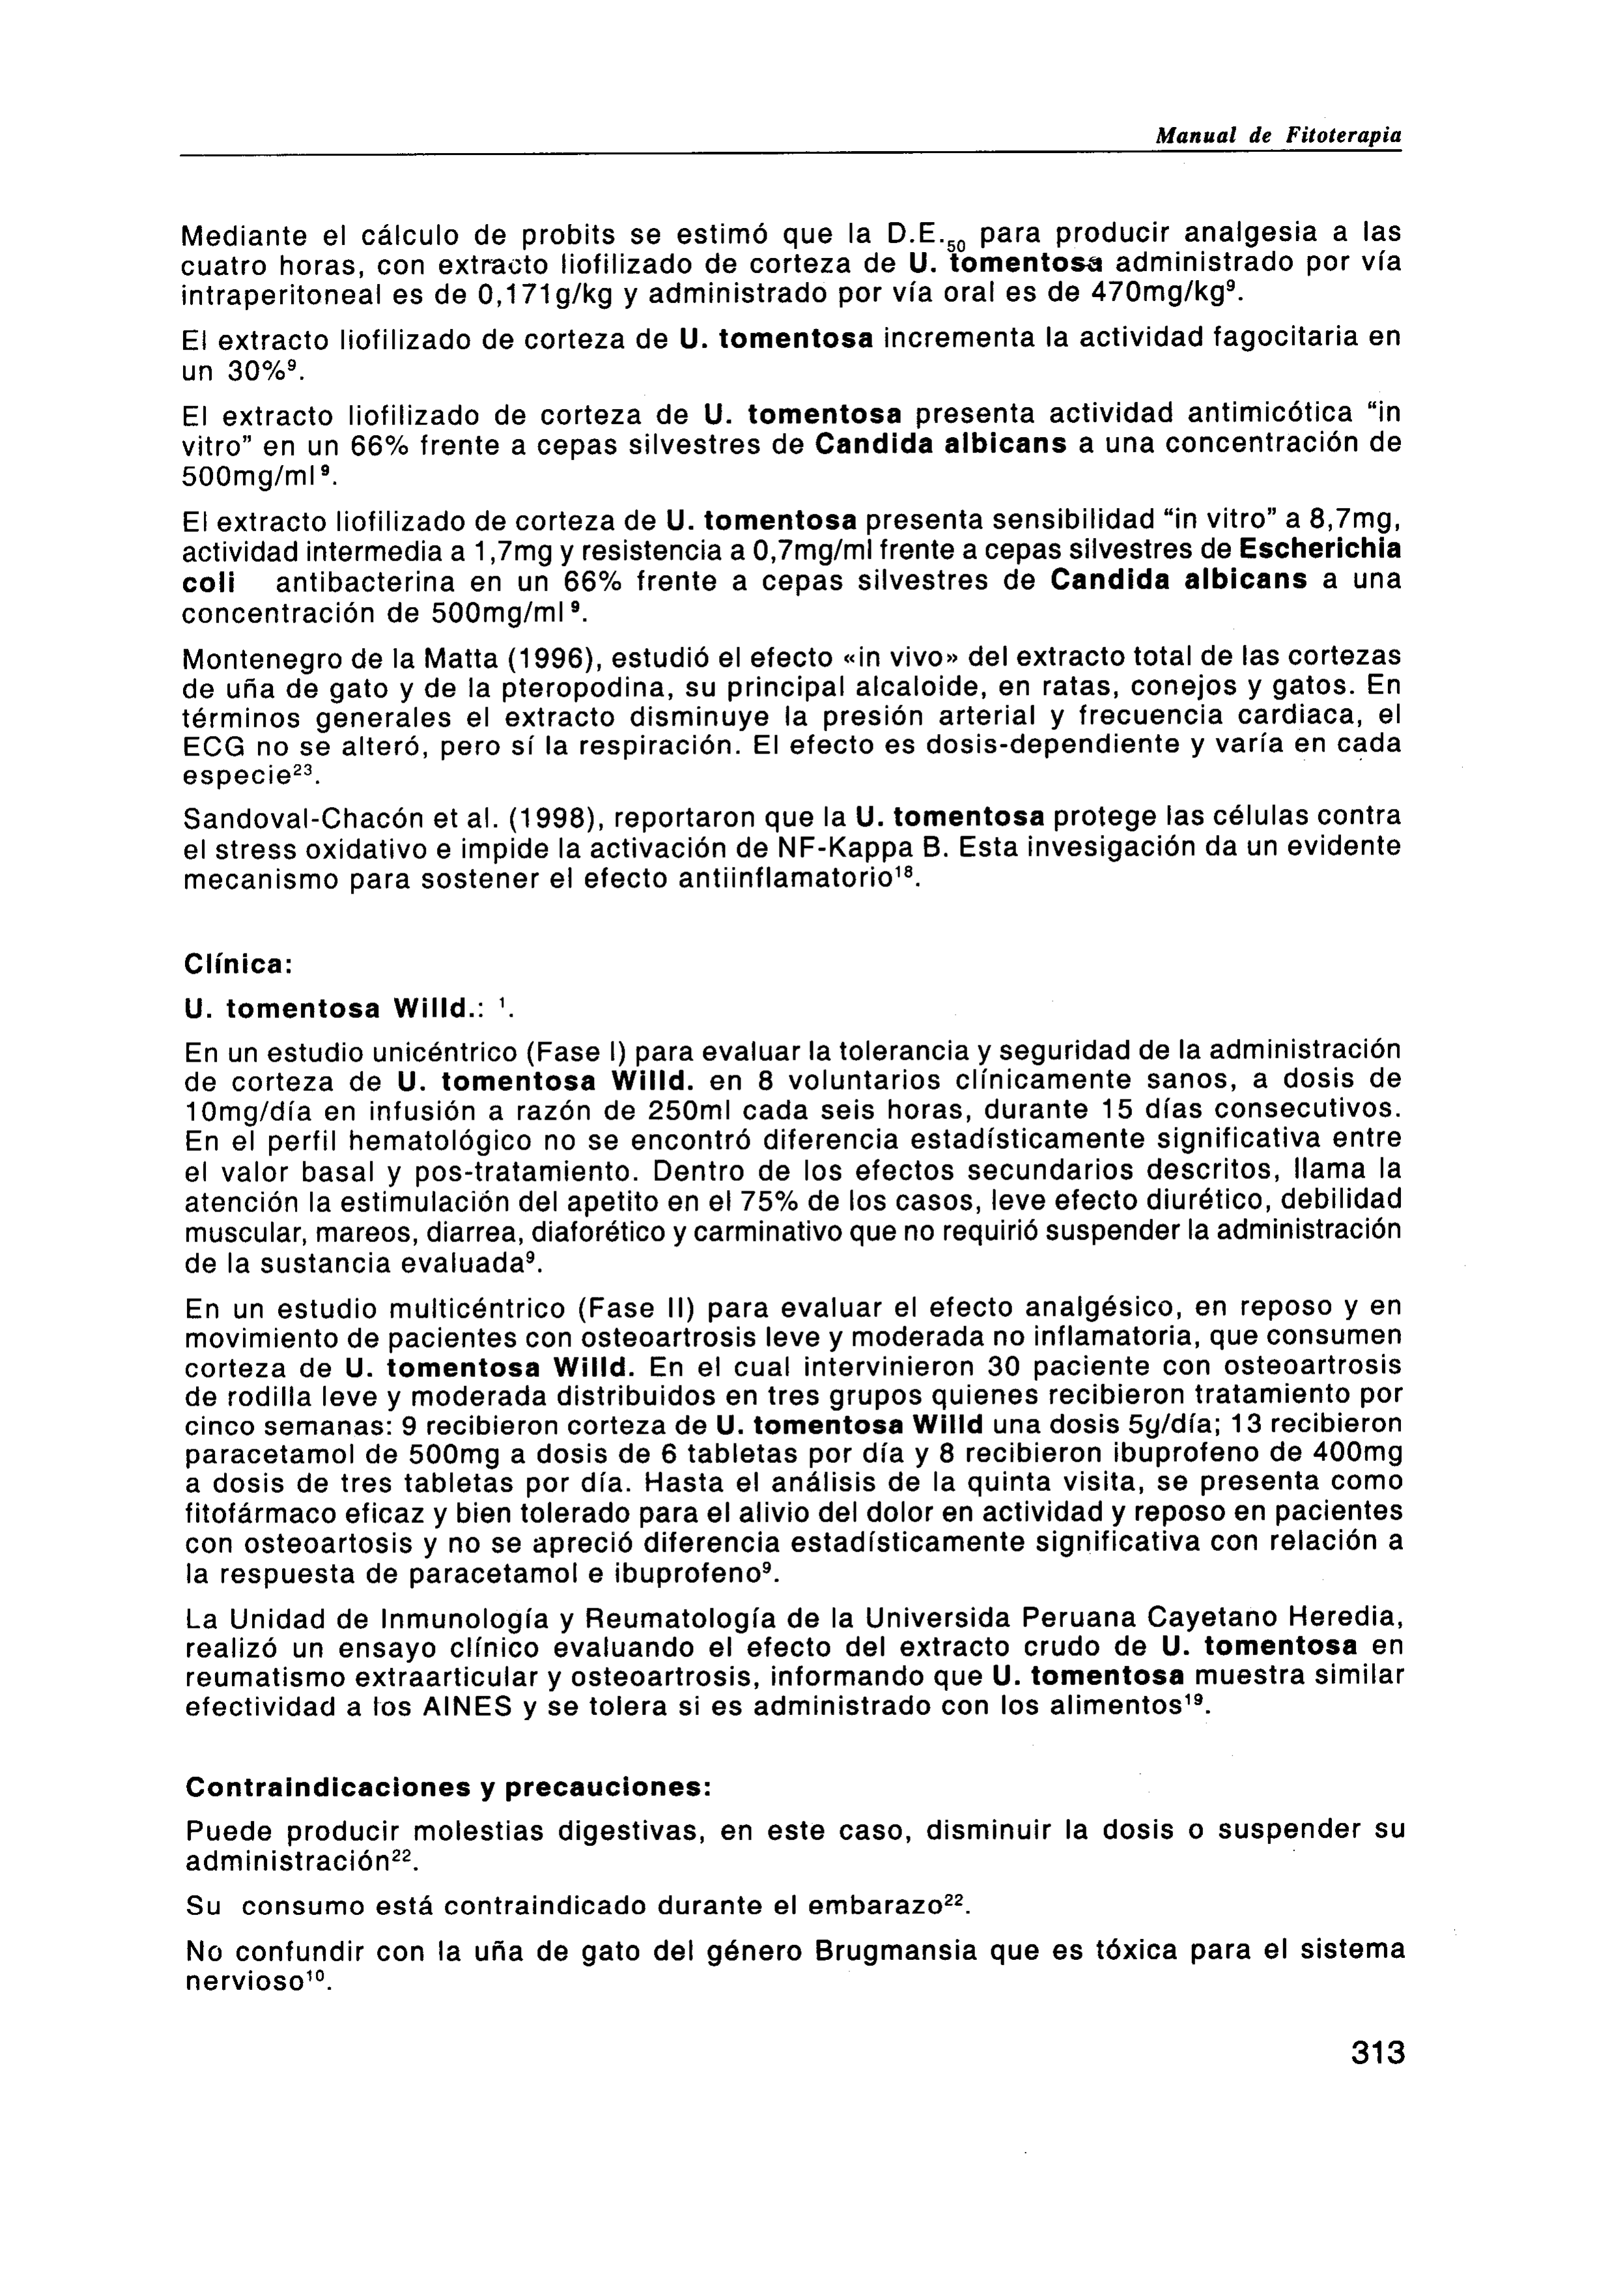 Manual de Fitoterapia
Mediante el cálculo de probits se estimó que la D.E.₅₀ para producir analgesia a las
cuatro horas, con extracto liofilizado de corteza de U. tomentosa administrado por vía
intraperitoneal es de 0,171g/kg y administrado por vía oral es de 470mg/kg⁹.
El extracto liofilizado de corteza de U. tomentosa incrementa la actividad fagocitaria en
un 30%⁹.
El extracto liofilizado de corteza de U. tomentosa presenta actividad antimicótica “in
vitro” en un 66% frente a cepas silvestres de Candida albicans a una concentración de
500mg/ml⁹.
El extracto liofilizado de corteza de U. tomentosa presenta sensibilidad “in vitro” a 8,7mg,
actividad intermedia a 1,7mg y resistencia a 0,7mg/ml frente a cepas silvestres de Escherichia
coli antibacterina en un 66% frente a cepas silvestres de Candida albicans a una
concentración de 500mg/ml⁹.
Montenegro de la Matta (1996), estudió el efecto «in vivo» del extracto total de las cortezas
de uña de gato y de la pteropodina, su principal alcaloide, en ratas, conejos y gatos. En
términos generales el extracto disminuye la presión arterial y frecuencia cardiaca, el
ECG no se alteró, pero sí la respiración. El efecto es dosis-dependiente y varía en cada
especie²³.
Sandoval-Chacón et al. (1998), reportaron que la U. tomentosa protege las células contra
el stress oxidativo e impide la activación de NF-Kappa B. Esta invesigación da un evidente
mecanismo para sostener el efecto antiinflamatorio¹⁸.
Clínica:
U. tomentosa Willd.: ¹.
En un estudio unicéntrico (Fase I) para evaluar la tolerancia y seguridad de la administración
de corteza de U. tomentosa Willd. en 8 voluntarios clínicamente sanos, a dosis de
10mg/día en infusión a razón de 250ml cada seis horas, durante 15 días consecutivos.
En el perfil hematológico no se encontró diferencia estadísticamente significativa entre
el valor basal y pos-tratamiento. Dentro de los efectos secundarios descritos, llama la
atención la estimulación del apetito en el 75% de los casos, leve efecto diurético, debilidad
muscular, mareos, diarrea, diaforético y carminativo que no requirió suspender la administración
de la sustancia evaluada⁹.
En un estudio multicéntrico (Fase II) para evaluar el efecto analgésico, en reposo y en
movimiento de pacientes con osteoartrosis leve y moderada no inflamatoria, que consumen
corteza de U. tomentosa Willd. En el cual intervinieron 30 paciente con osteoartrosis
de rodilla leve y moderada distribuidos en tres grupos quienes recibieron tratamiento por
cinco semanas: 9 recibieron corteza de U. tomentosa Willd una dosis 5g/día; 13 recibieron
paracetamol de 500mg a dosis de 6 tabletas por día y 8 recibieron ibuprofeno de 400mg
a dosis de tres tabletas por día. Hasta el análisis de la quinta visita, se presenta como
fitofármaco eficaz y bien tolerado para el alivio del dolor en actividad y reposo en pacientes
con osteoartosis y no se apreció diferencia estadísticamente significativa con relación a
la respuesta de paracetamol e ibuprofeno⁹.
La Unidad de Inmunología y Reumatología de la Universida Peruana Cayetano Heredia,
realizó un ensayo clínico evaluando el efecto del extracto crudo de U. tomentosa en
reumatismo extraarticular y osteoartrosis, informando que U. tomentosa muestra similar
efectividad a los AINES y se tolera si es administrado con los alimentos¹⁹.
Contraindicaciones y precauciones:
Puede producir molestias digestivas, en este caso, disminuir la dosis o suspender su
administración²².
Su consumo está contraindicado durante el embarazo²².
No confundir con la uña de gato del género Brugmansia que es tóxica para el sistema
nervioso¹⁰.
313